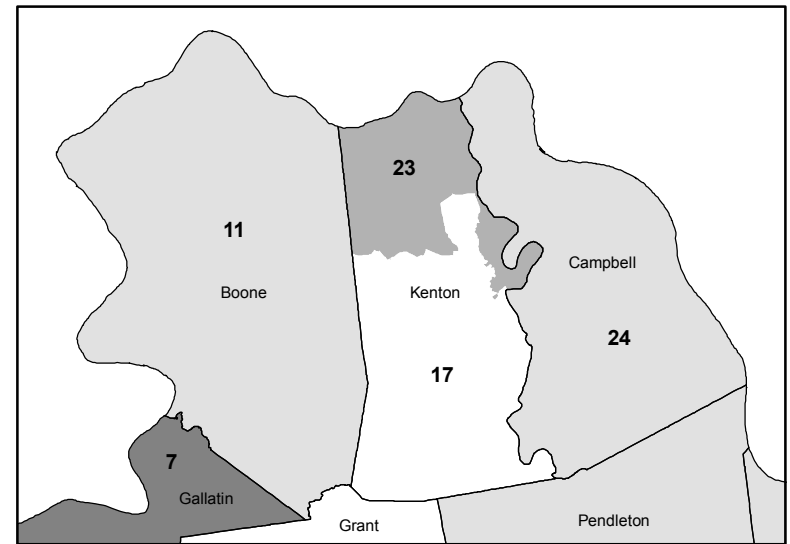 23
11
Campbell
Boone
Kenton
24
17
7
Gallatin
Grant
Pendleton